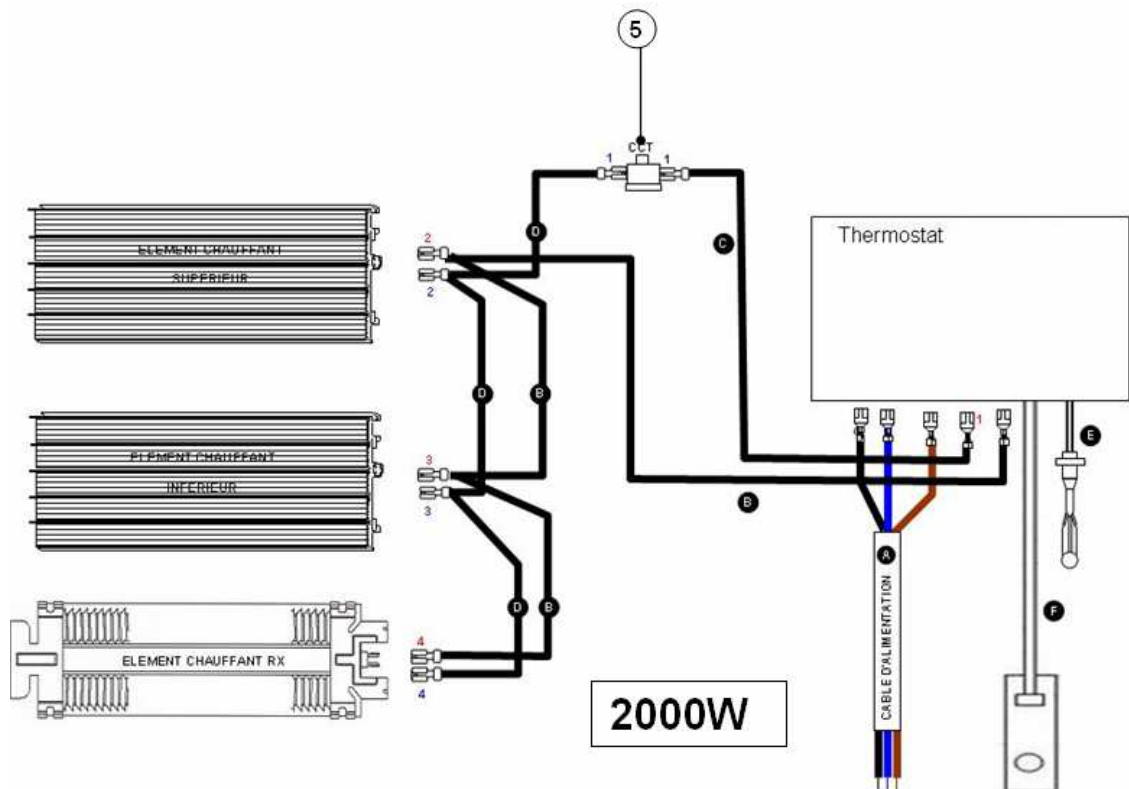 5
CCT
1
1
D
C
Thermostat
ELEMENT CHAUFFANT
SUPERIEUR
2
2
D
B
1
E
B
ELEMENT CHAUFFANT
INFERIEUR
3
3
A
CABLE D'ALIMENTATION
D
B
F
ELEMENT CHAUFFANT RX
4
4
2000W